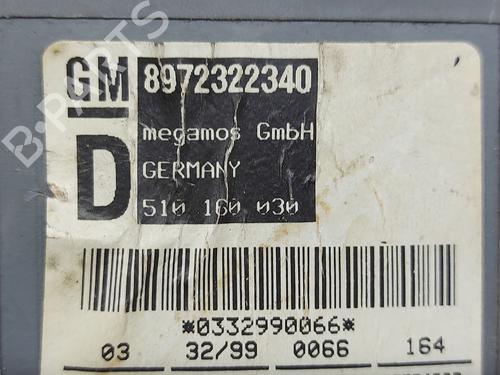 GM 8972322340
megamos GmbH
D
GERMANY
510 160 030
*0332990066*
03 32/99 0066 164
B-PARTS